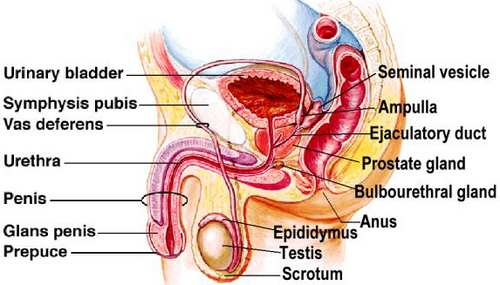 Urinary bladder
Symphysis pubis
Vas deferens
Urethra
Penis
Glans penis
Prepuce
Seminal vesicle
Ampulla
Ejaculatory duct
Prostate gland
Bulbourethral gland
Anus
Epididymus
Testis
Scrotum